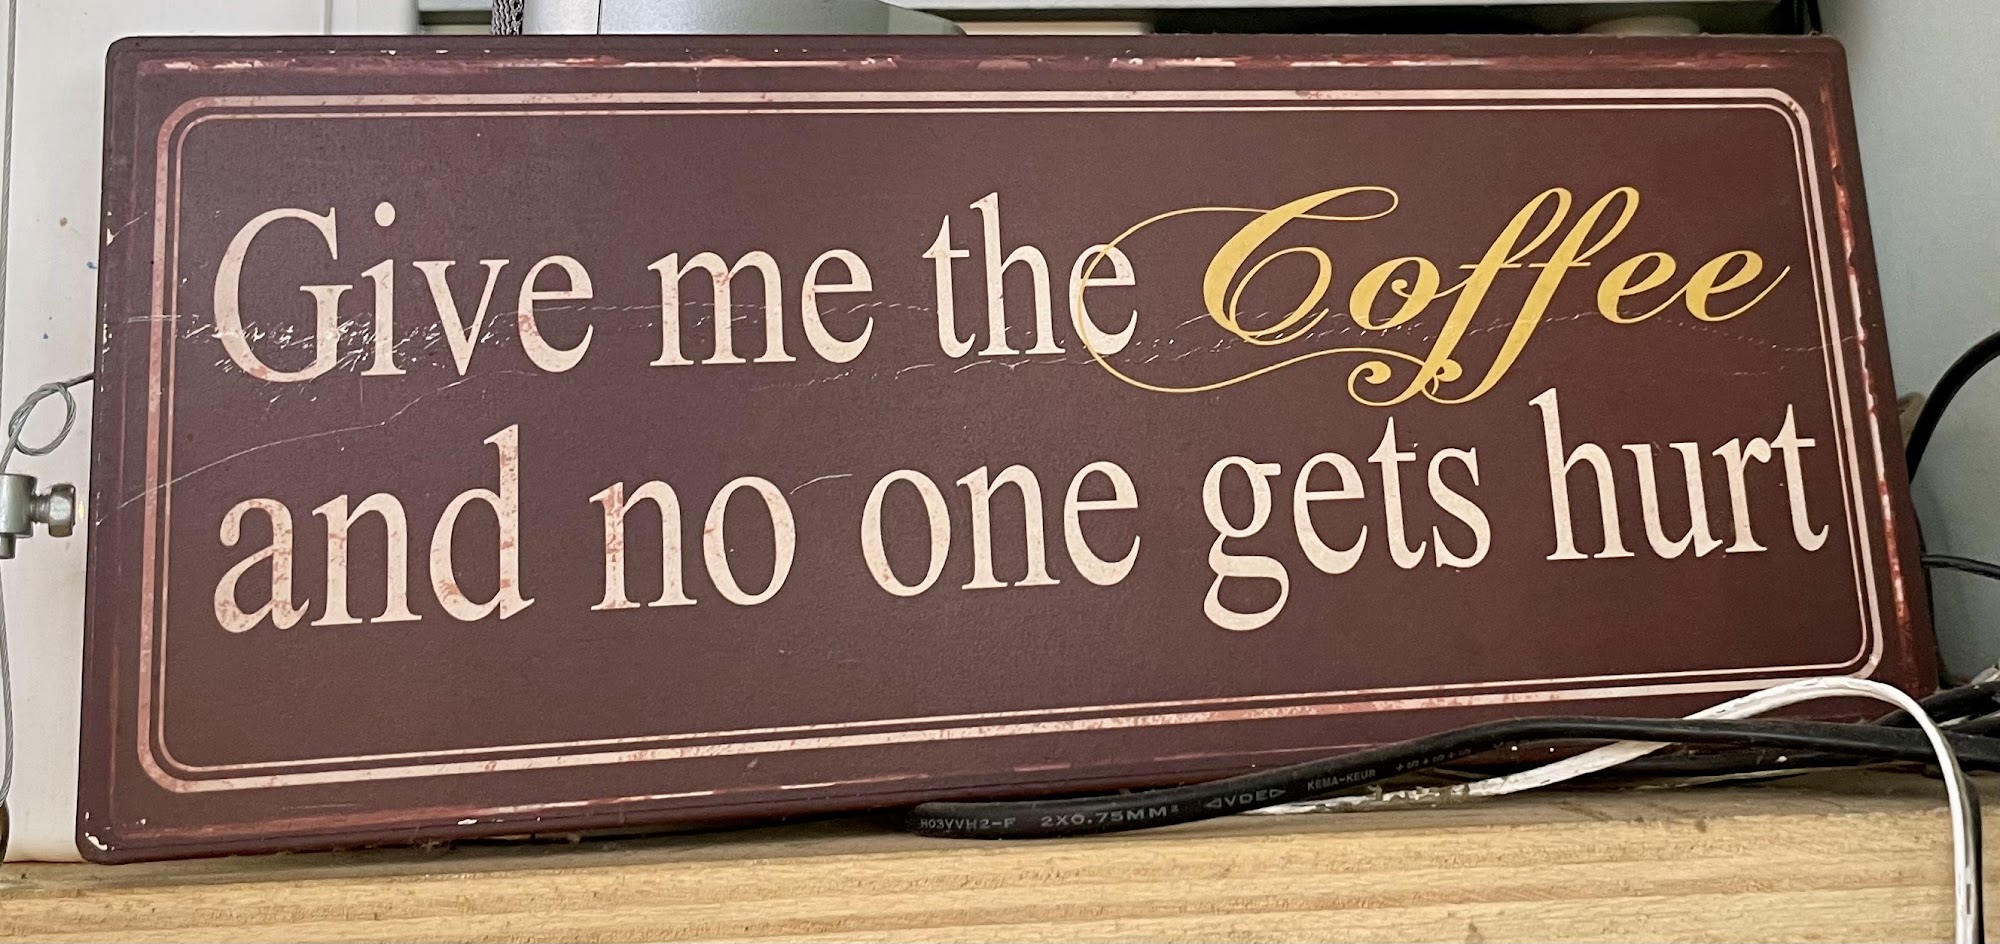 Give me the Coffee
and no one gets hurt
H03VVH2-F 2X0.75MM² VDE KEMA-KEUR +S+S+S